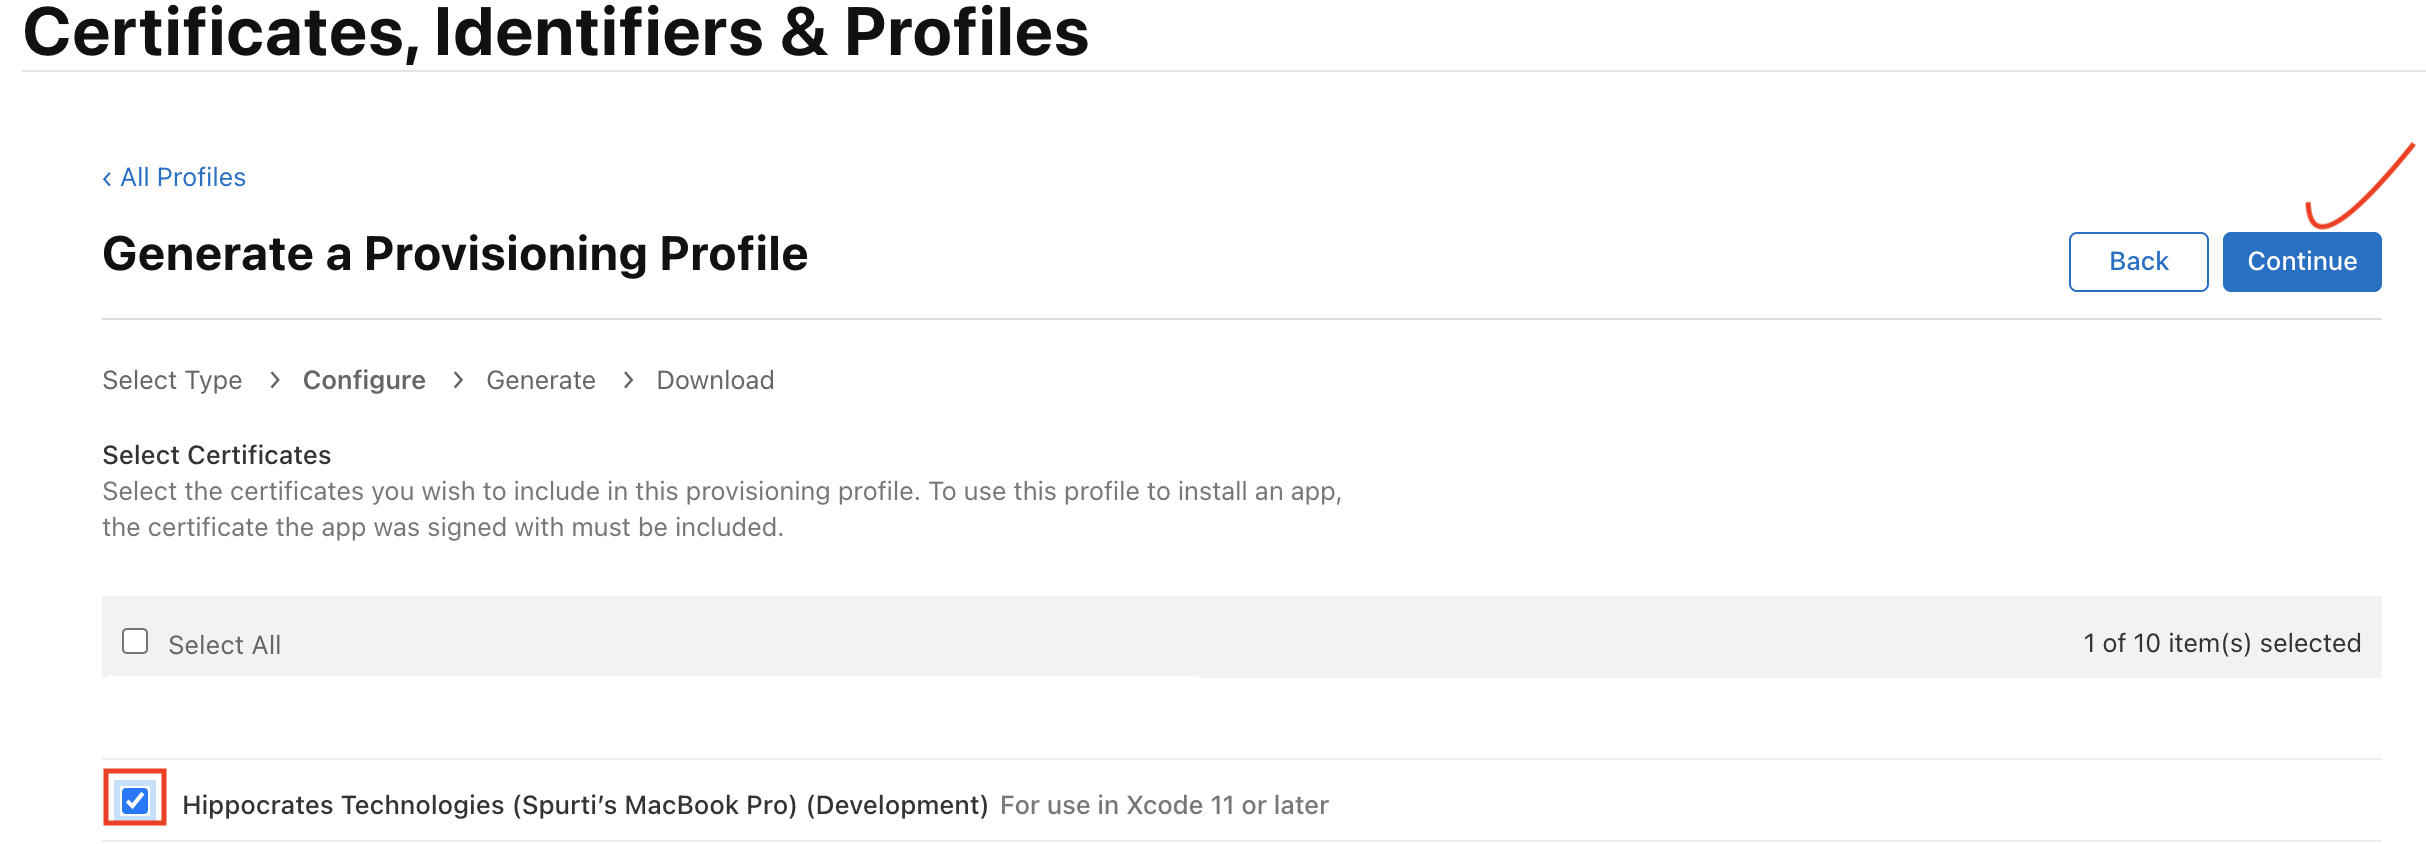 Certificates, Identifiers & Profiles
‹ All Profiles
Generate a Provisioning Profile
Back
Continue
Select Type > Configure > Generate > Download
Select Certificates
Select the certificates you wish to include in this provisioning profile. To use this profile to install an app,
the certificate the app was signed with must be included.
Select All
1 of 10 item(s) selected
Hippocrates Technologies (Spurti’s MacBook Pro) (Development) For use in Xcode 11 or later